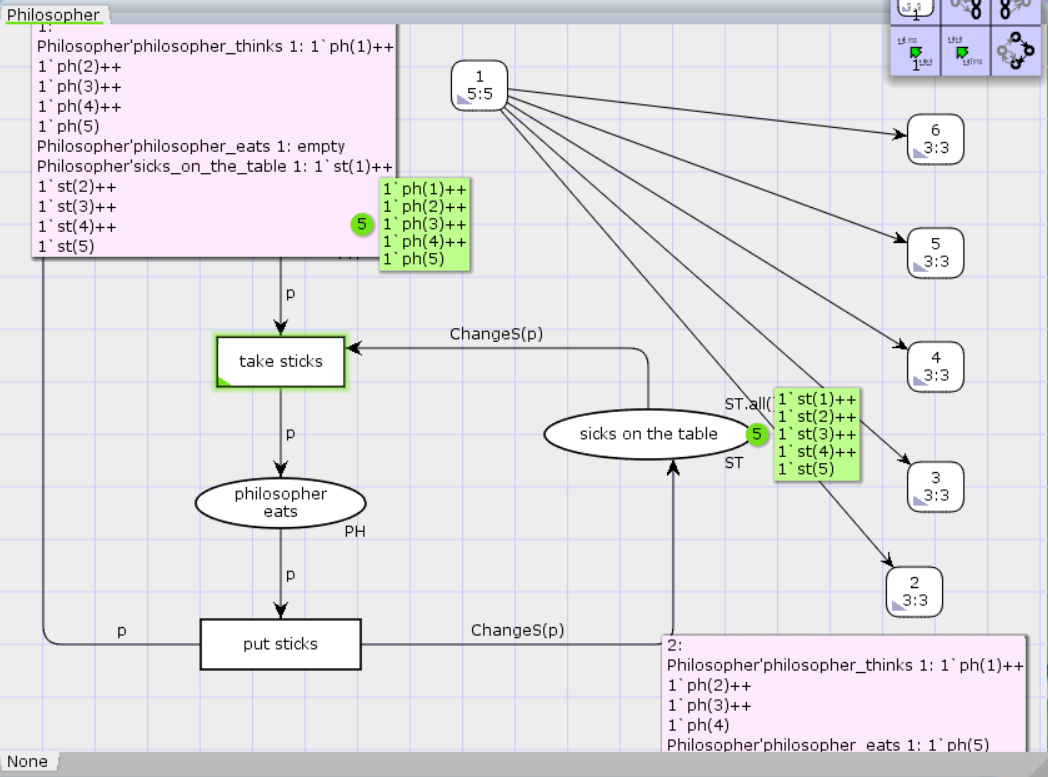 Philosopher
1:
Philosopher'philosopher_thinks 1: 1`ph(1)++
1`ph(2)++
1`ph(3)++
1`ph(4)++
1`ph(5)
Philosopher'philosopher_eats 1: empty
Philosopher'sicks_on_the_table 1: 1`st(1)++
1`st(2)++
1`st(3)++
1`st(4)++
1`st(5)
5
1`ph(1)++
1`ph(2)++
1`ph(3)++
1`ph(4)++
1`ph(5)
1
5:5
6
3:3
5
3:3
4
3:3
3
3:3
2
3:3
1
1
p
take sticks
ChangeS(p)
p
ST.all(
sicks on the table
5
ST
1`st(1)++
1`st(2)++
1`st(3)++
1`st(4)++
1`st(5)
philosopher
eats
PH
p
p
put sticks
ChangeS(p)
2:
Philosopher'philosopher_thinks 1: 1`ph(1)++
1`ph(2)++
1`ph(3)++
1`ph(4)
Philosopher'philosopher_eats 1: 1`ph(5)
None